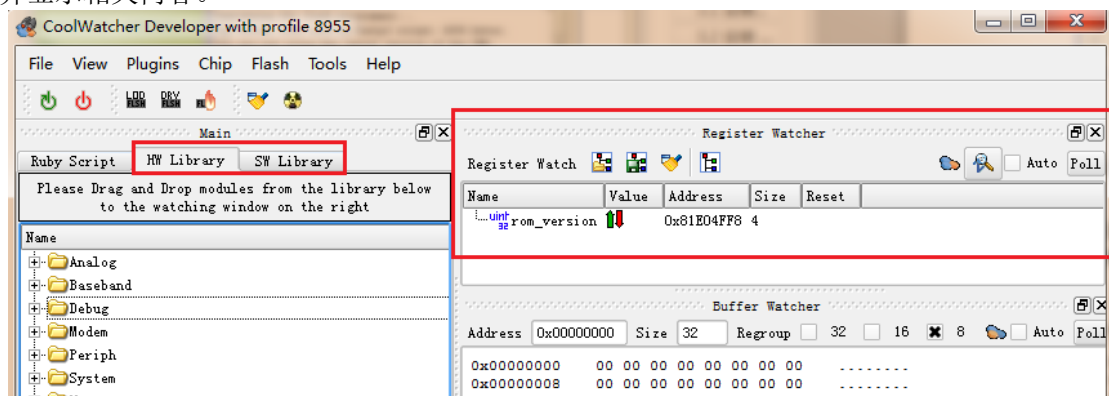 并显示相关内容。
CoolWatcher Developer with profile 8955
File View Plugins Chip Flash Tools Help
LOD FLSH DRV FLSH FL
Main
Register Watcher
Ruby Script HW Library SW Library
Register Watch Auto Poll
Please Drag and Drop modules from the library below
to the watching window on the right
Name Value Address Size Reset
uint 32 rom_version 0x81E04FF8 4
Name
Analog
Baseband
Debug
Modem
Periph
System
Buffer Watcher
Address 0x00000000 Size 32 Regroup 32 16 8 Auto Poll
0x00000000 00 00 00 00 00 00 00 00 ........
0x00000008 00 00 00 00 00 00 00 00 ........